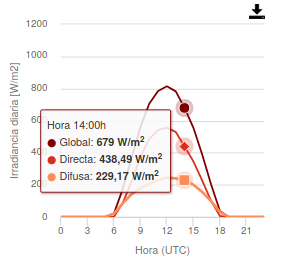 1200
1000
800
600
400
200
0
Irradiancia diaria [W/m2]
Hora 14:00h
Global: 679 W/m²
Directa: 438,49 W/m²
Difusa: 229,17 W/m²
0 3 6 9 12 15 18 21
Hora (UTC)